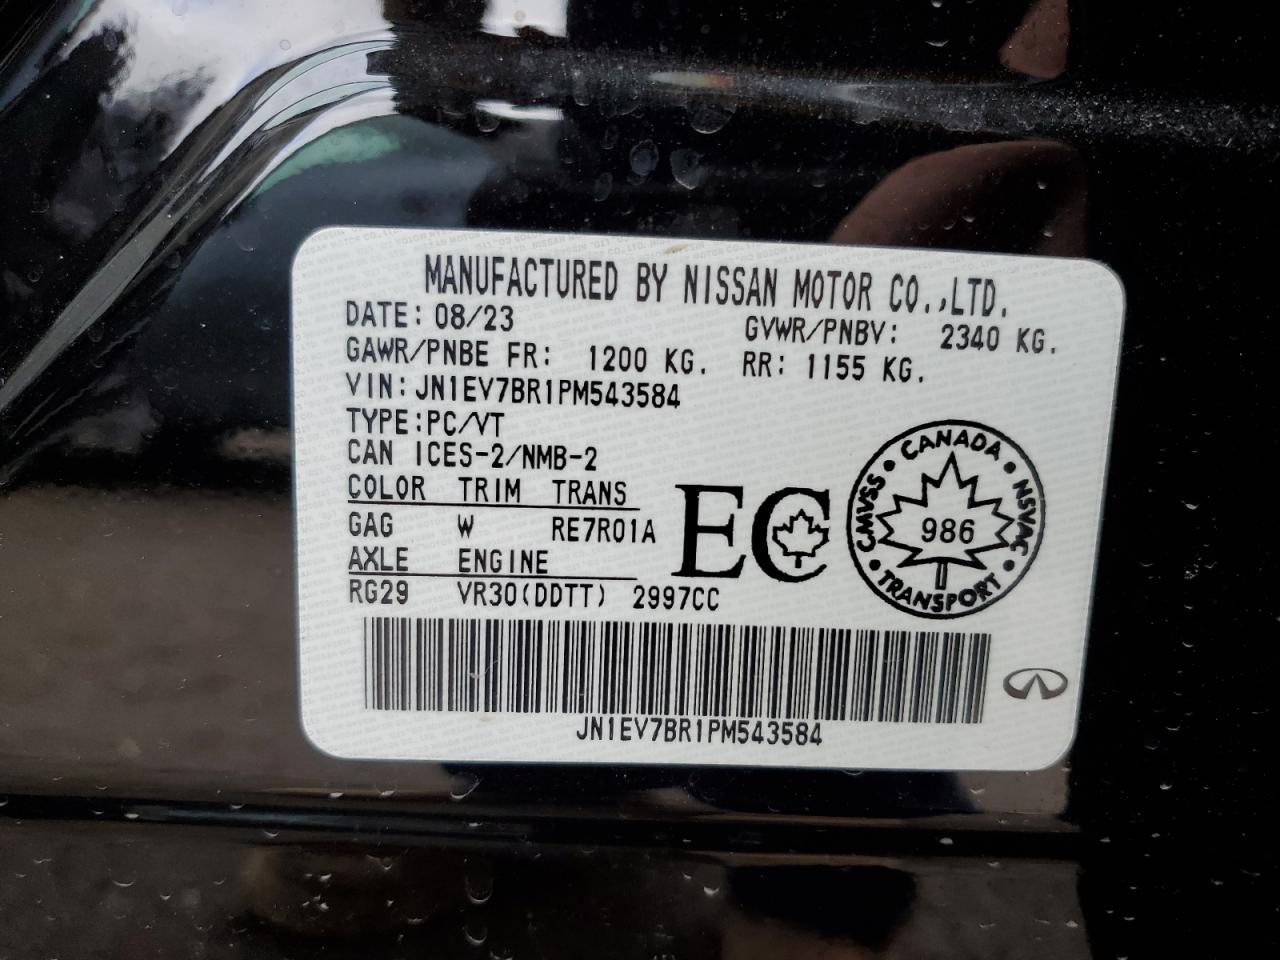 MANUFACTURED BY NISSAN MOTOR CO.,LTD.
DATE: 08/23 GVWR/PNBV: 2340 KG.
GAWR/PNBE FR: 1200 KG. RR: 1155 KG.
VIN: JN1EV7BR1PM543584
TYPE:PC/VT
CAN ICES-2/NMB-2
COLOR TRIM TRANS
GAG W RE7R01A
AXLE ENGINE
RG29 VR30(DDTT) 2997CC
EC
CANADA • NSVAC • TRANSPORT • CMVSS •
986
JN1EV7BR1PM543584